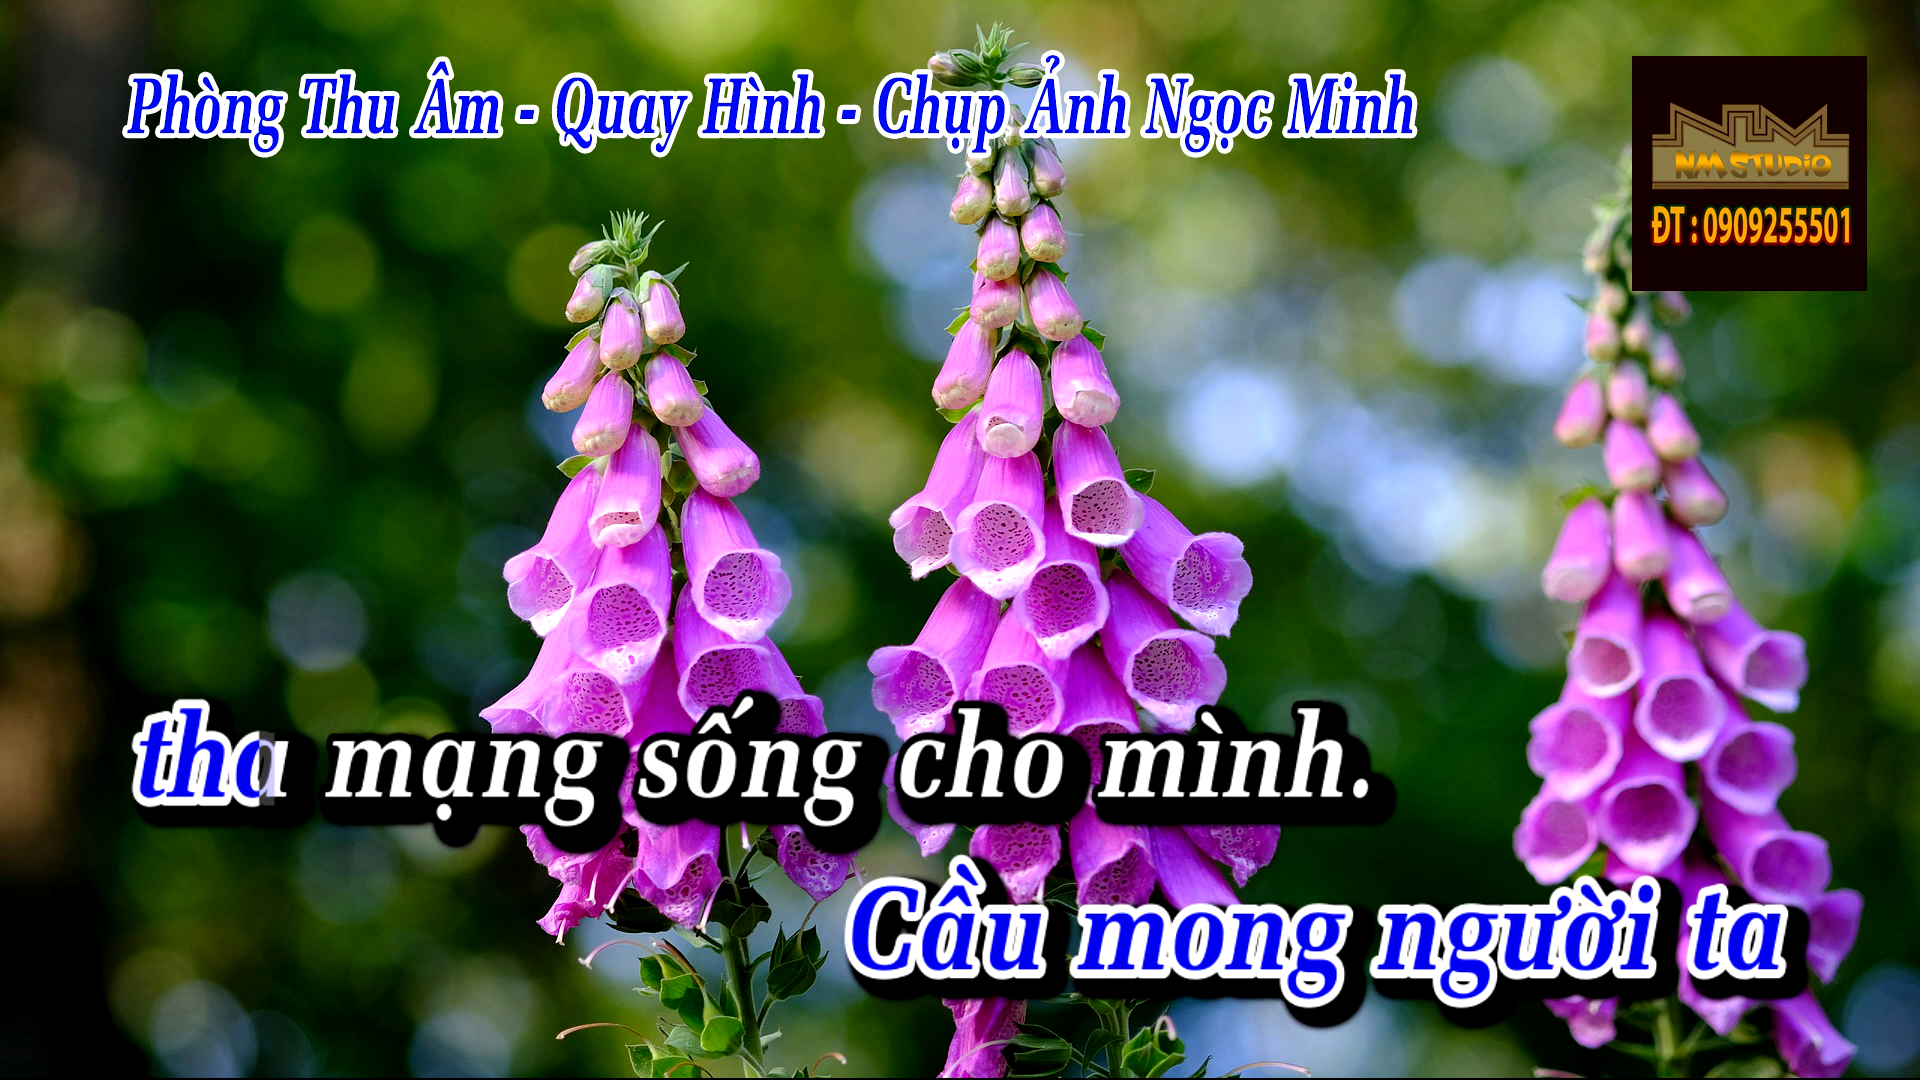 Phòng Thu Âm - Quay Hình - Chụp Ảnh Ngọc Minh
NM
NM STUDiO
ĐT : 0909255501
tha mạng sống cho mình.
Cầu mong người ta